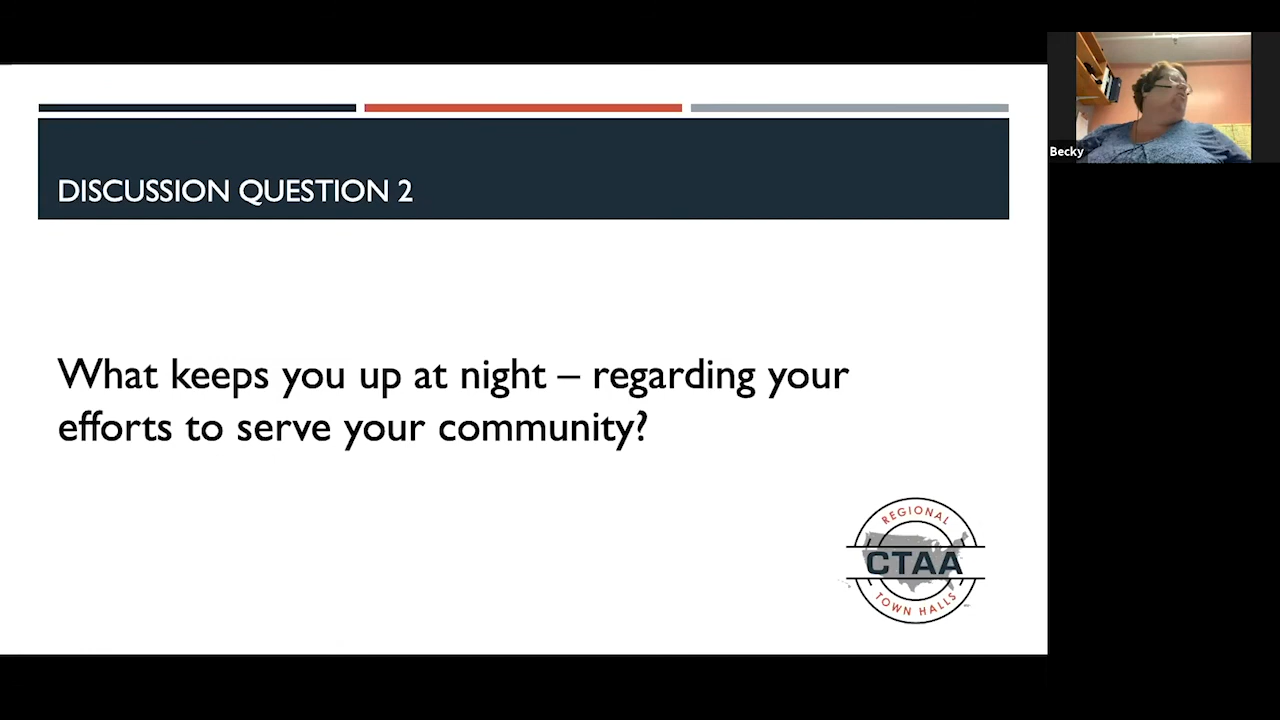 DISCUSSION QUESTION 2
What keeps you up at night – regarding your
efforts to serve your community?
REGIONAL
CTAA
TOWN HALLS
Becky